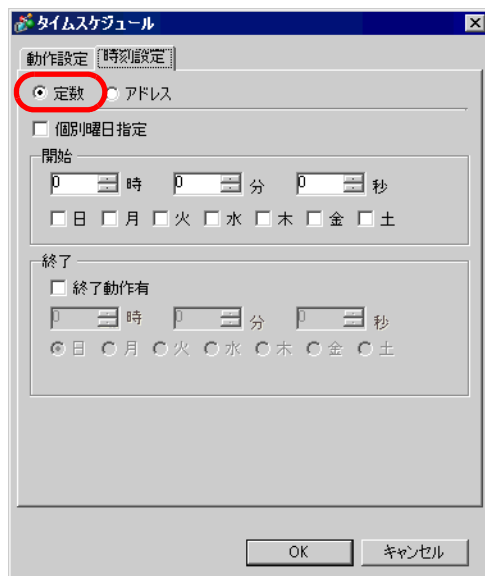 タイムスケジュール
動作設定 時刻設定
定数 アドレス
個別曜日指定
開始
0 時 0 分 0 秒
日 月 火 水 木 金 土
終了
終了動作有
0 時 0 分 0 秒
日 月 火 水 木 金 土
OK キャンセル